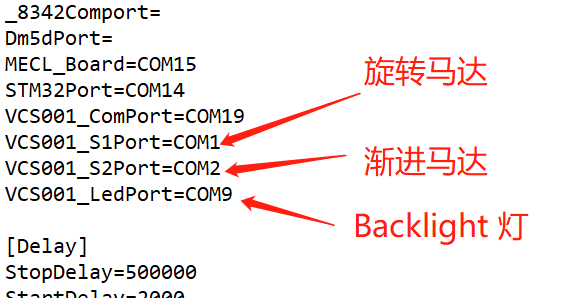 _8342Comport=
Dm5dPort=
MECL_Board=COM15
STM32Port=COM14
VCS001_ComPort=COM19
VCS001_S1Port=COM1
VCS001_S2Port=COM2
VCS001_LedPort=COM9
旋转马达
渐进马达
Backlight 灯
[Delay]
StopDelay=500000
StartDelay=2000